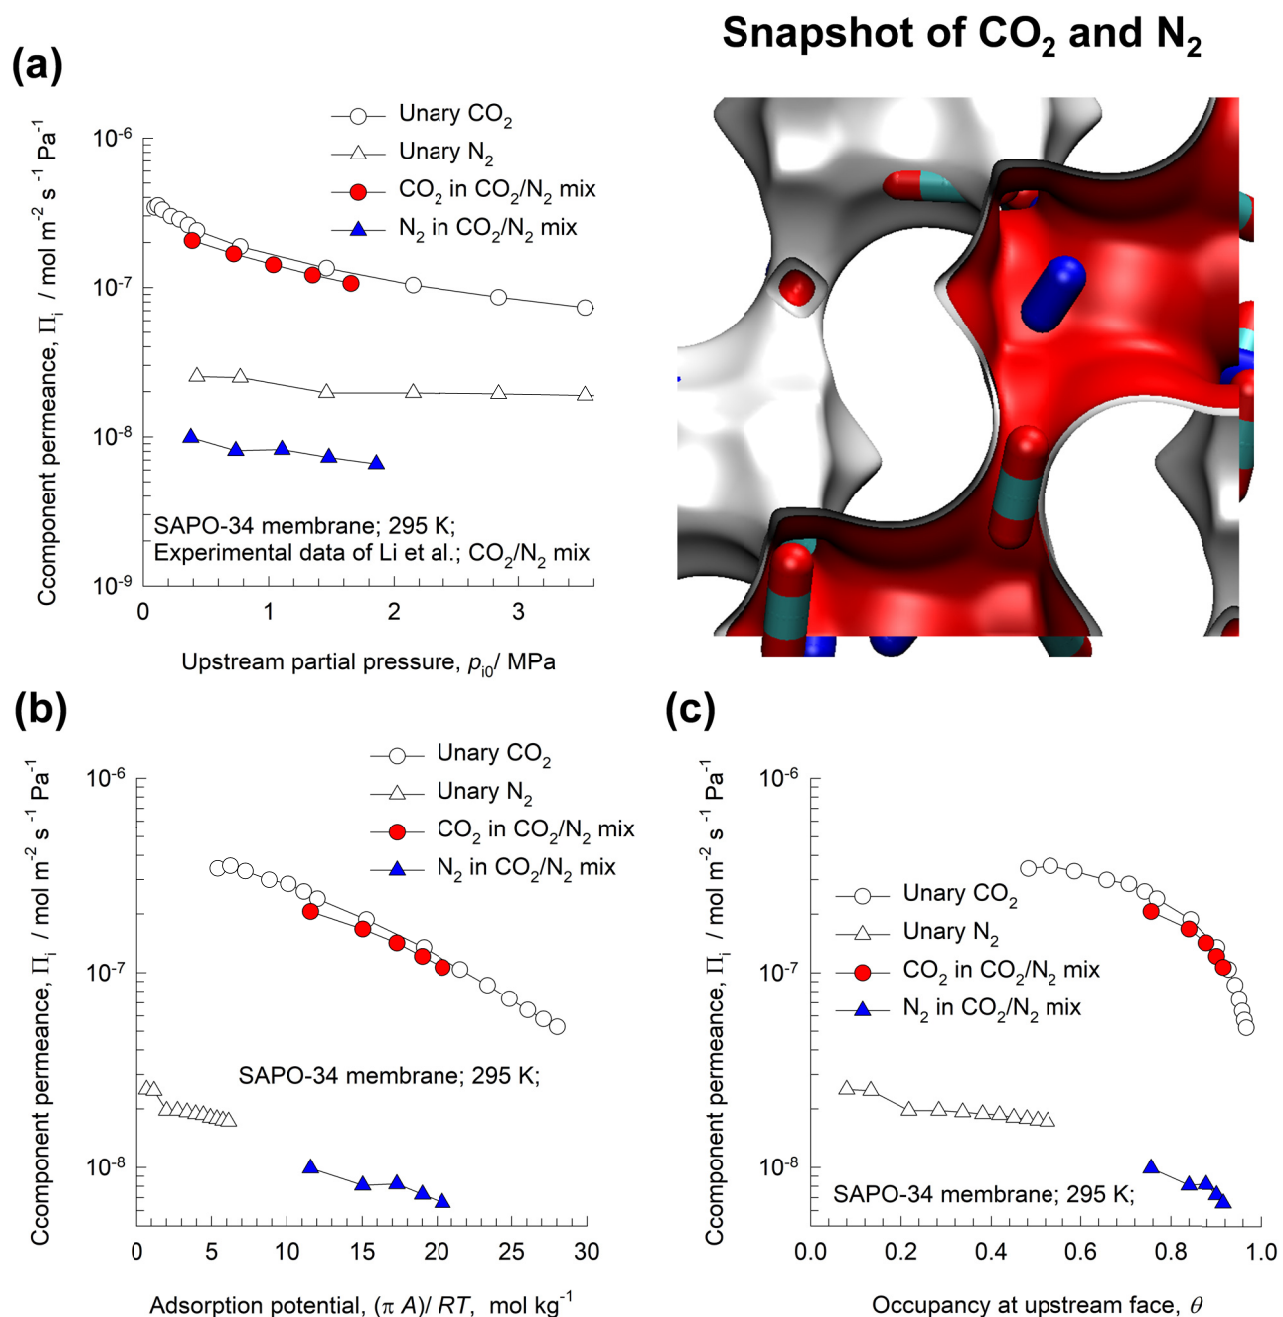 Snapshot of CO₂ and N₂
(a)
Unary CO₂
Unary N₂
CO₂ in CO₂/N₂ mix
N₂ in CO₂/N₂ mix
Ccomponent permeance, Πᵢ / mol m⁻² s⁻¹ Pa⁻¹
10⁻⁶
10⁻⁷
10⁻⁸
10⁻⁹
SAPO-34 membrane; 295 K;
Experimental data of Li et al.; CO₂/N₂ mix
0 1 2 3
Upstream partial pressure, pᵢ₀/ MPa
(b)
Unary CO₂
Unary N₂
CO₂ in CO₂/N₂ mix
N₂ in CO₂/N₂ mix
Ccomponent permeance, Πᵢ / mol m⁻² s⁻¹ Pa⁻¹
10⁻⁶
10⁻⁷
10⁻⁸
SAPO-34 membrane; 295 K;
0 5 10 15 20 25 30
Adsorption potential, (π A)/ RT, mol kg⁻¹
(c)
Ccomponent permeance, Πᵢ / mol m⁻² s⁻¹ Pa⁻¹
10⁻⁶
10⁻⁷
10⁻⁸
Unary CO₂
Unary N₂
CO₂ in CO₂/N₂ mix
N₂ in CO₂/N₂ mix
SAPO-34 membrane; 295 K;
0.0 0.2 0.4 0.6 0.8 1.0
Occupancy at upstream face, θ